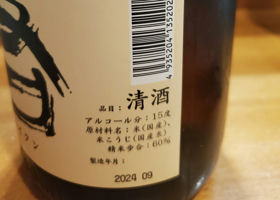 4 935204 135202
品目：清酒
アルコール分：15度
原材料名：米(国産)、
米こうじ(国産米)
精米歩合：60%
製造年月：
2024 09